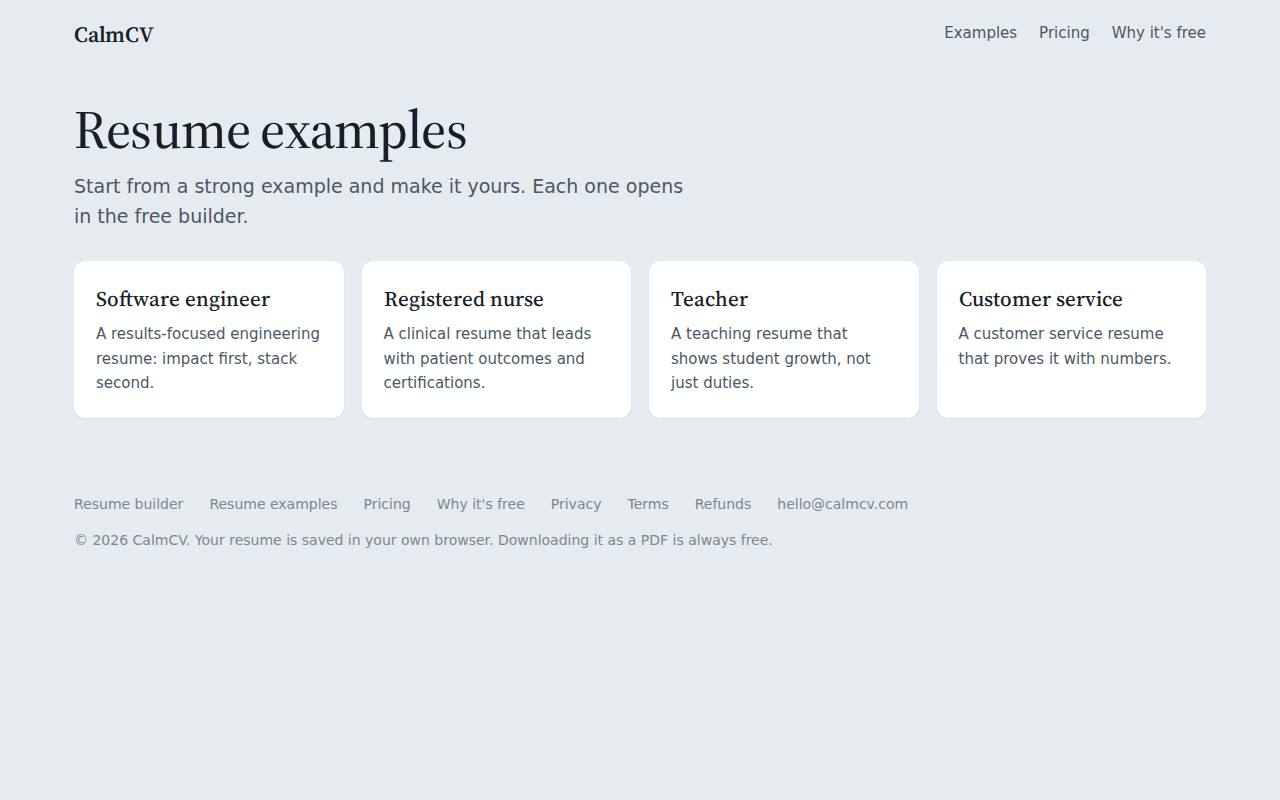 CalmCV
Examples Pricing Why it's free
Resume examples
Start from a strong example and make it yours. Each one opens
in the free builder.
Software engineer
A results-focused engineering
resume: impact first, stack
second.
Registered nurse
A clinical resume that leads
with patient outcomes and
certifications.
Teacher
A teaching resume that
shows student growth, not
just duties.
Customer service
A customer service resume
that proves it with numbers.
Resume builder Resume examples Pricing Why it's free Privacy Terms Refunds hello@calmcv.com
© 2026 CalmCV. Your resume is saved in your own browser. Downloading it as a PDF is always free.